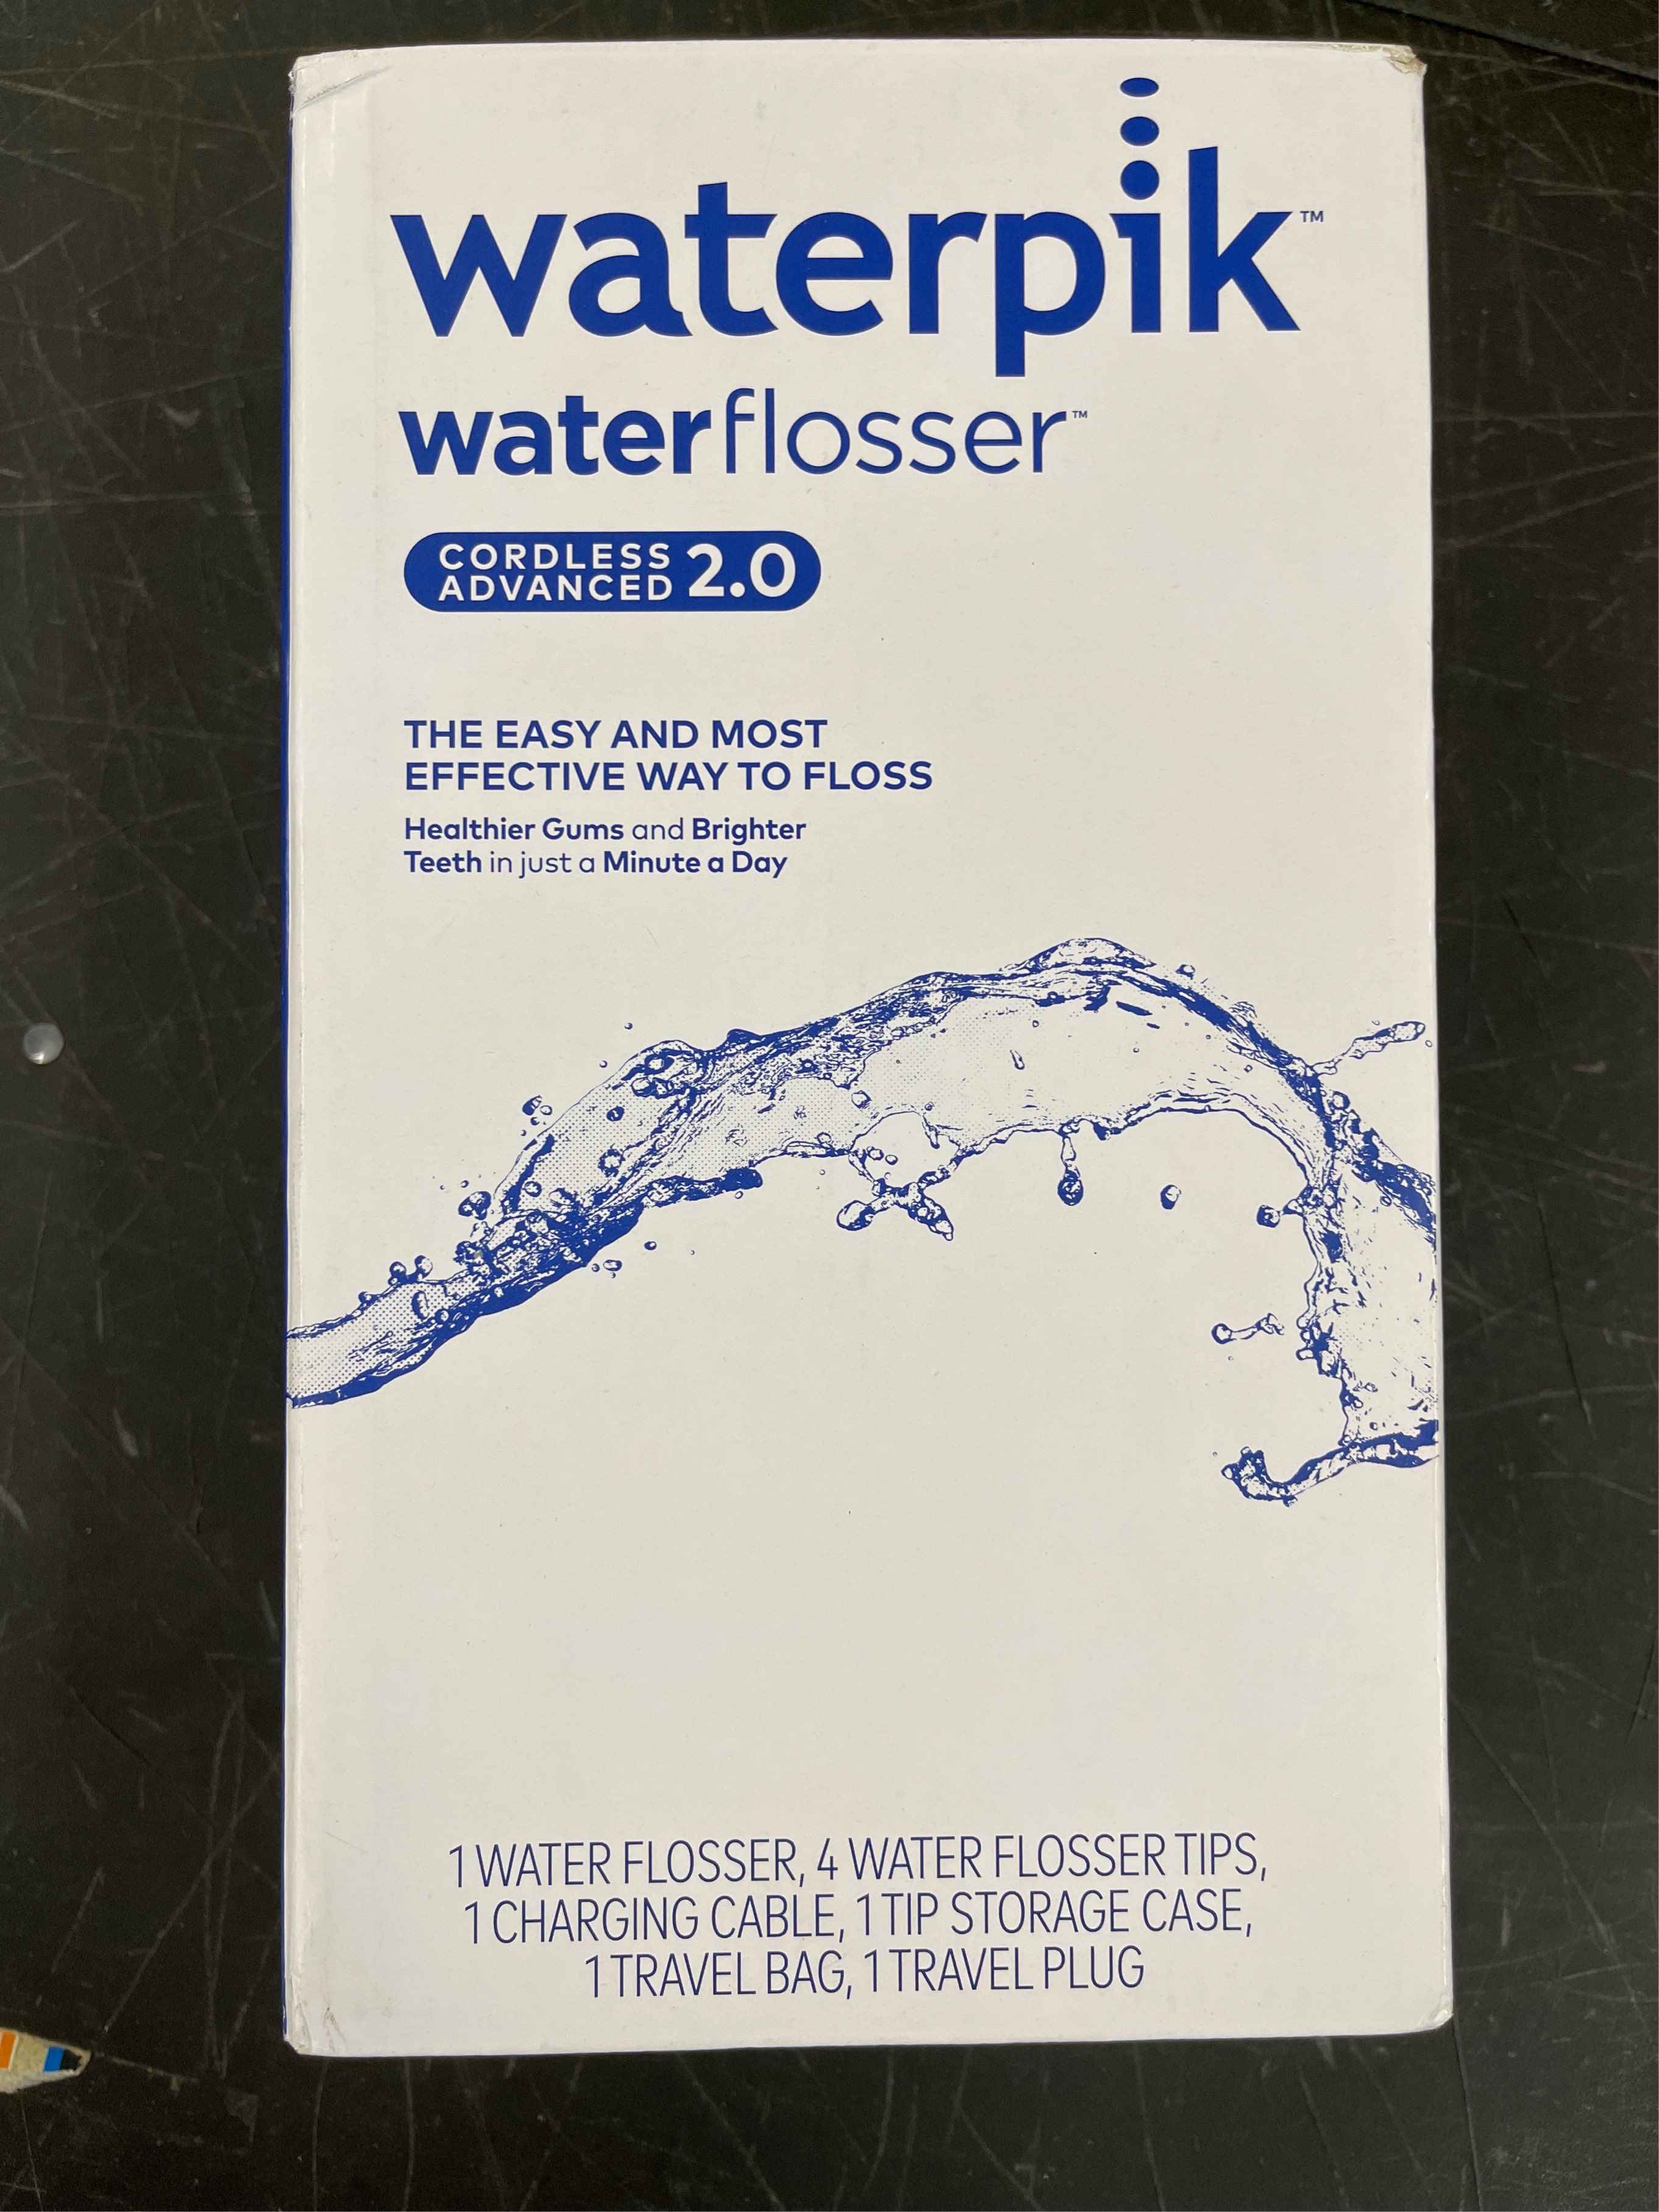 waterpik™
waterflosser™
CORDLESS
ADVANCED 2.0
THE EASY AND MOST
EFFECTIVE WAY TO FLOSS
Healthier Gums and Brighter
Teeth in just a Minute a Day
1 WATER FLOSSER, 4 WATER FLOSSER TIPS,
1 CHARGING CABLE, 1 TIP STORAGE CASE,
1 TRAVEL BAG, 1 TRAVEL PLUG